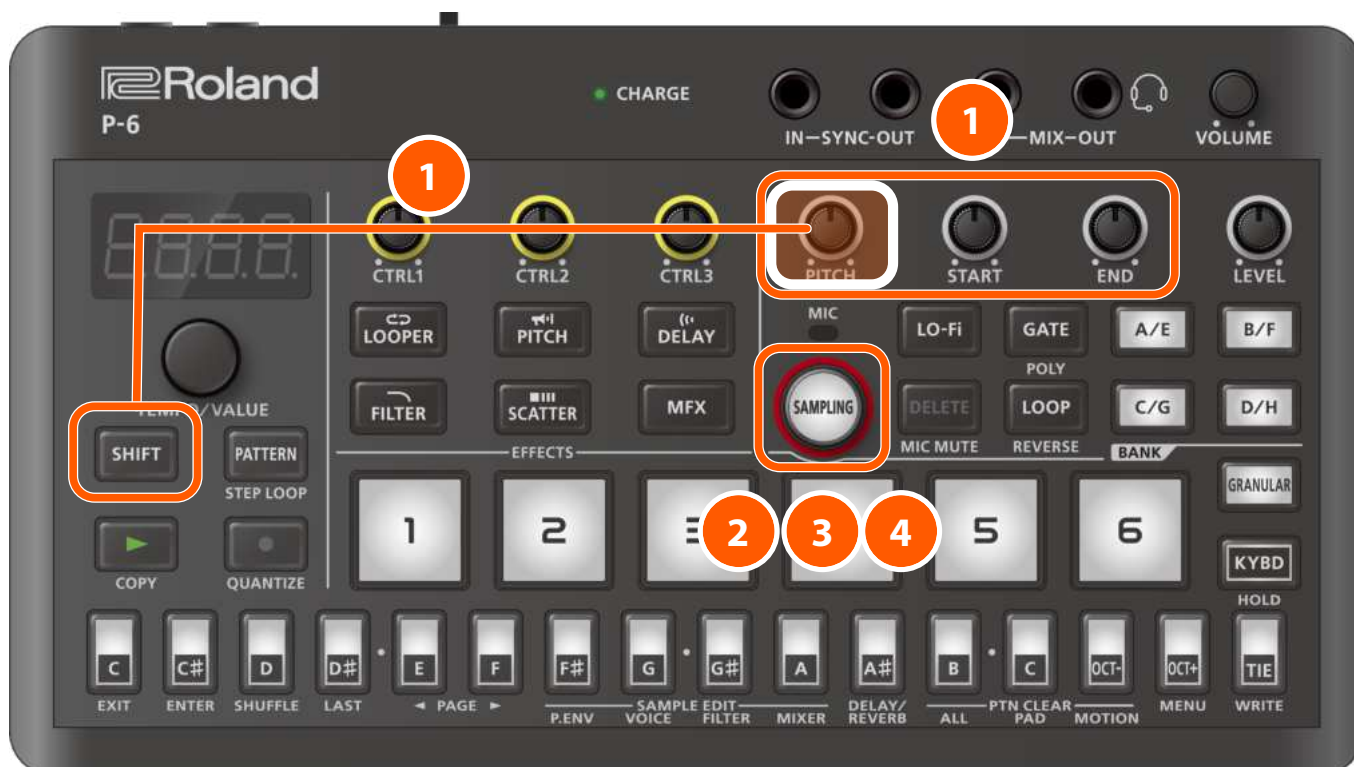 Roland
P-6
CHARGE
IN–SYNC-OUT
–MIX–OUT
VOLUME
1
1
CTRL1
CTRL2
CTRL3
PITCH
START
END
LEVEL
LOOPER
PITCH
DELAY
MIC
LO-Fi
GATE
A/E
B/F
POLY
TEMPO/VALUE
FILTER
SCATTER
MFX
SAMPLING
DELETE
LOOP
C/G
D/H
SHIFT
PATTERN
EFFECTS
MIC MUTE
REVERSE
BANK
STEP LOOP
GRANULAR
1
2
3
2
3
4
5
6
COPY
QUANTIZE
KYBD
HOLD
C
C#
D
D#
E
F
F#
G
G#
A
A#
B
C
OCT-
OCT+
TIE
EXIT
ENTER
SHUFFLE
LAST
◄ PAGE ►
SAMPLE EDIT
P.ENV
VOICE
FILTER
MIXER
DELAY/
REVERB
PTN CLEAR
ALL
PAD
MOTION
MENU
WRITE